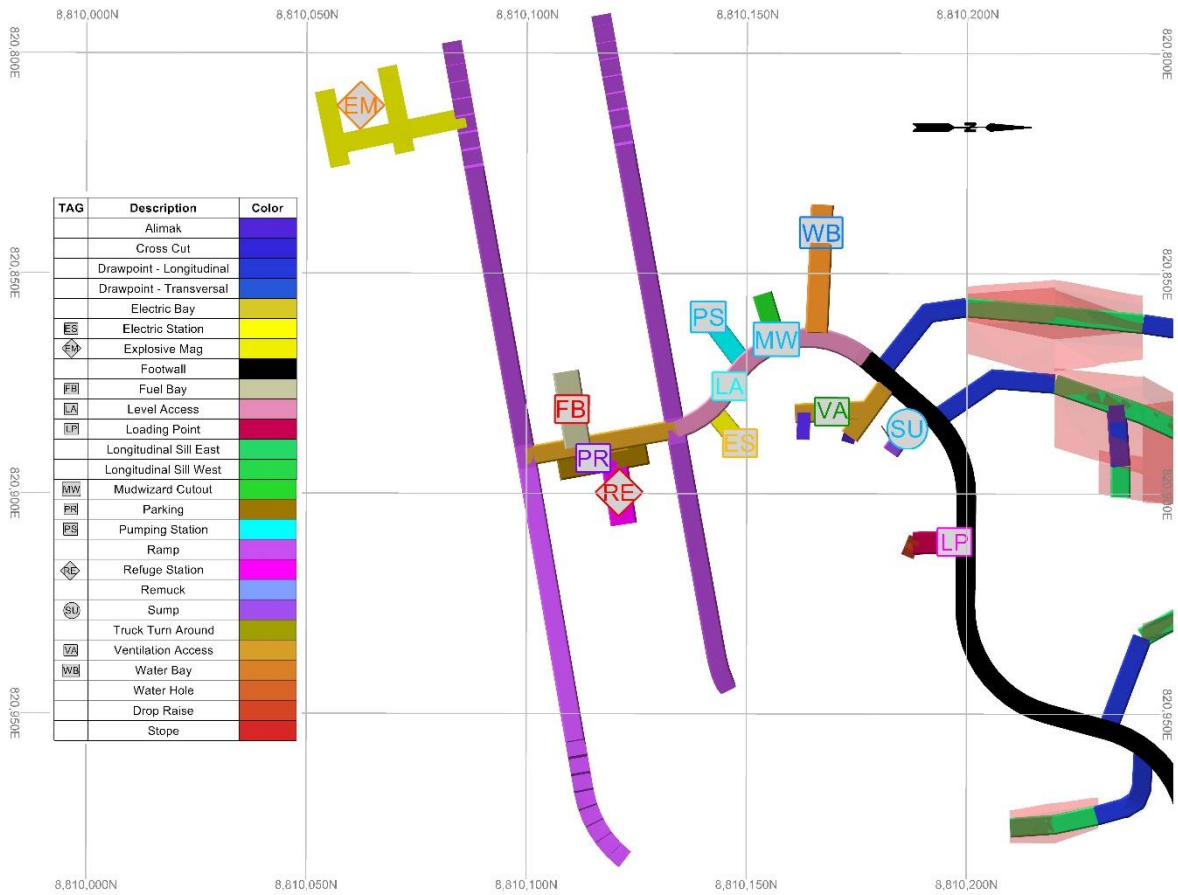 8,810,000N 8,810,050N 8,810,100N 8,810,150N 8,810,200N
820,800E 820,800E
EM
N
TAG Description Color
Alimak
Cross Cut
Drawpoint - Longitudinal
Drawpoint - Transversal
Electric Bay
ES Electric Station
EM Explosive Mag
Footwall
FB Fuel Bay
LA Level Access
LP Loading Point
Longitudinal Sill East
Longitudinal Sill West
MW Mudwizard Cutout
PR Parking
PS Pumping Station
Ramp
RE Refuge Station
Remuck
SU Sump
Truck Turn Around
VA Ventilation Access
WB Water Bay
Water Hole
Drop Raise
Stope
WB
820,850E 820,850E
PS
MW
LA
FB
VA
SU
ES
PR
RE
820,900E 820,900E
LP
820,950E 820,950E
8,810,000N 8,810,050N 8,810,100N 8,810,150N 8,810,200N